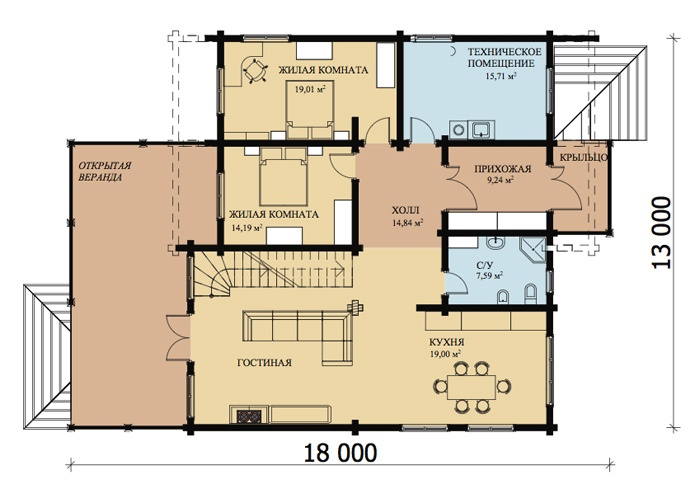 ЖИЛАЯ КОМНАТА
19,01 м²
ТЕХНИЧЕСКОЕ
ПОМЕЩЕНИЕ
15,71 м²
ОТКРЫТАЯ
ВЕРАНДА
ЖИЛАЯ КОМНАТА
14,19 м²
ХОЛЛ
14,84 м²
ПРИХОЖАЯ
9,24 м²
КРЫЛЬЦО
С/У
7,59 м²
ГОСТИНАЯ
КУХНЯ
19,00 м²
13 000
18 000